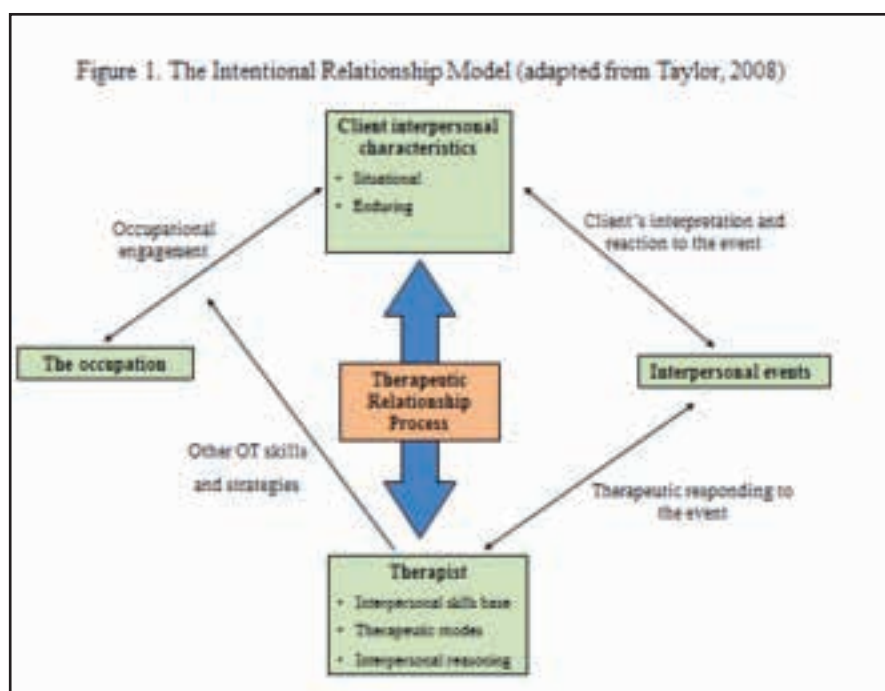 Figure 1. The Intentional Relationship Model (adapted from Taylor, 2008)
Client interpersonal
characteristics
• Situational
• Enduring
Occupational
engagement
Client's interpretation and
reaction to the event
The occupation
Therapeutic
Relationship
Process
Interpersonal events
Other OT skills
and strategies
Therapeutic responding to
the event
Therapist
• Interpersonal skills base
• Therapeutic modes
• Interpersonal reasoning